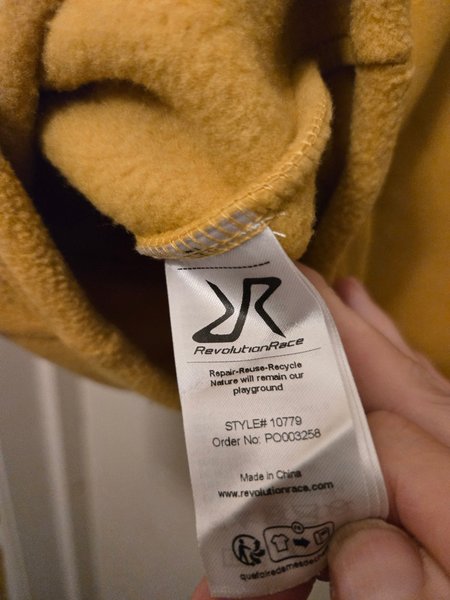 RevolutionRace
Repair-Reuse-Recycle
Nature will remain our
playground
STYLE# 10779
Order No: PO003258
Made in China
www.revolutionrace.com
FR